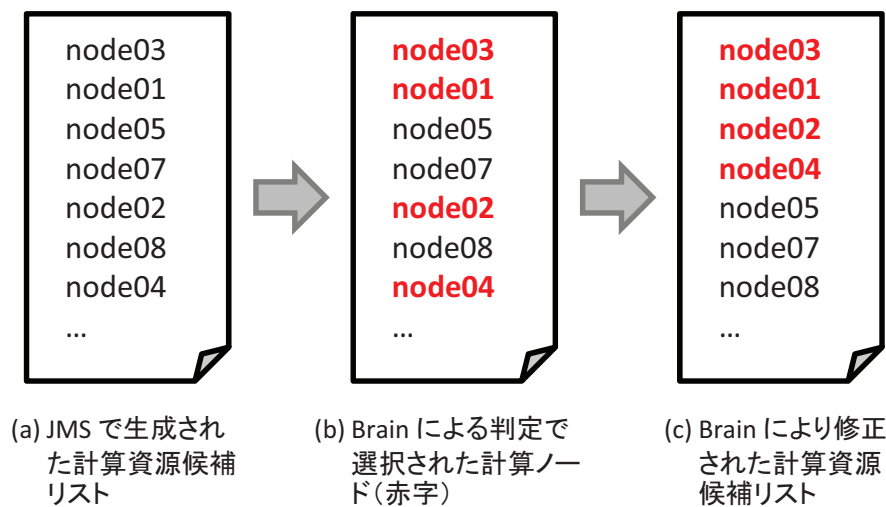 node03
node01
node05
node07
node02
node08
node04
...
(a) JMS で生成され
た計算資源候補
リスト
node03
node01
node05
node07
node02
node08
node04
...
(b) Brain による判定で
選択された計算ノー
ド(赤字)
node03
node01
node02
node04
node05
node07
node08
...
(c) Brain により修正
された計算資源
候補リスト